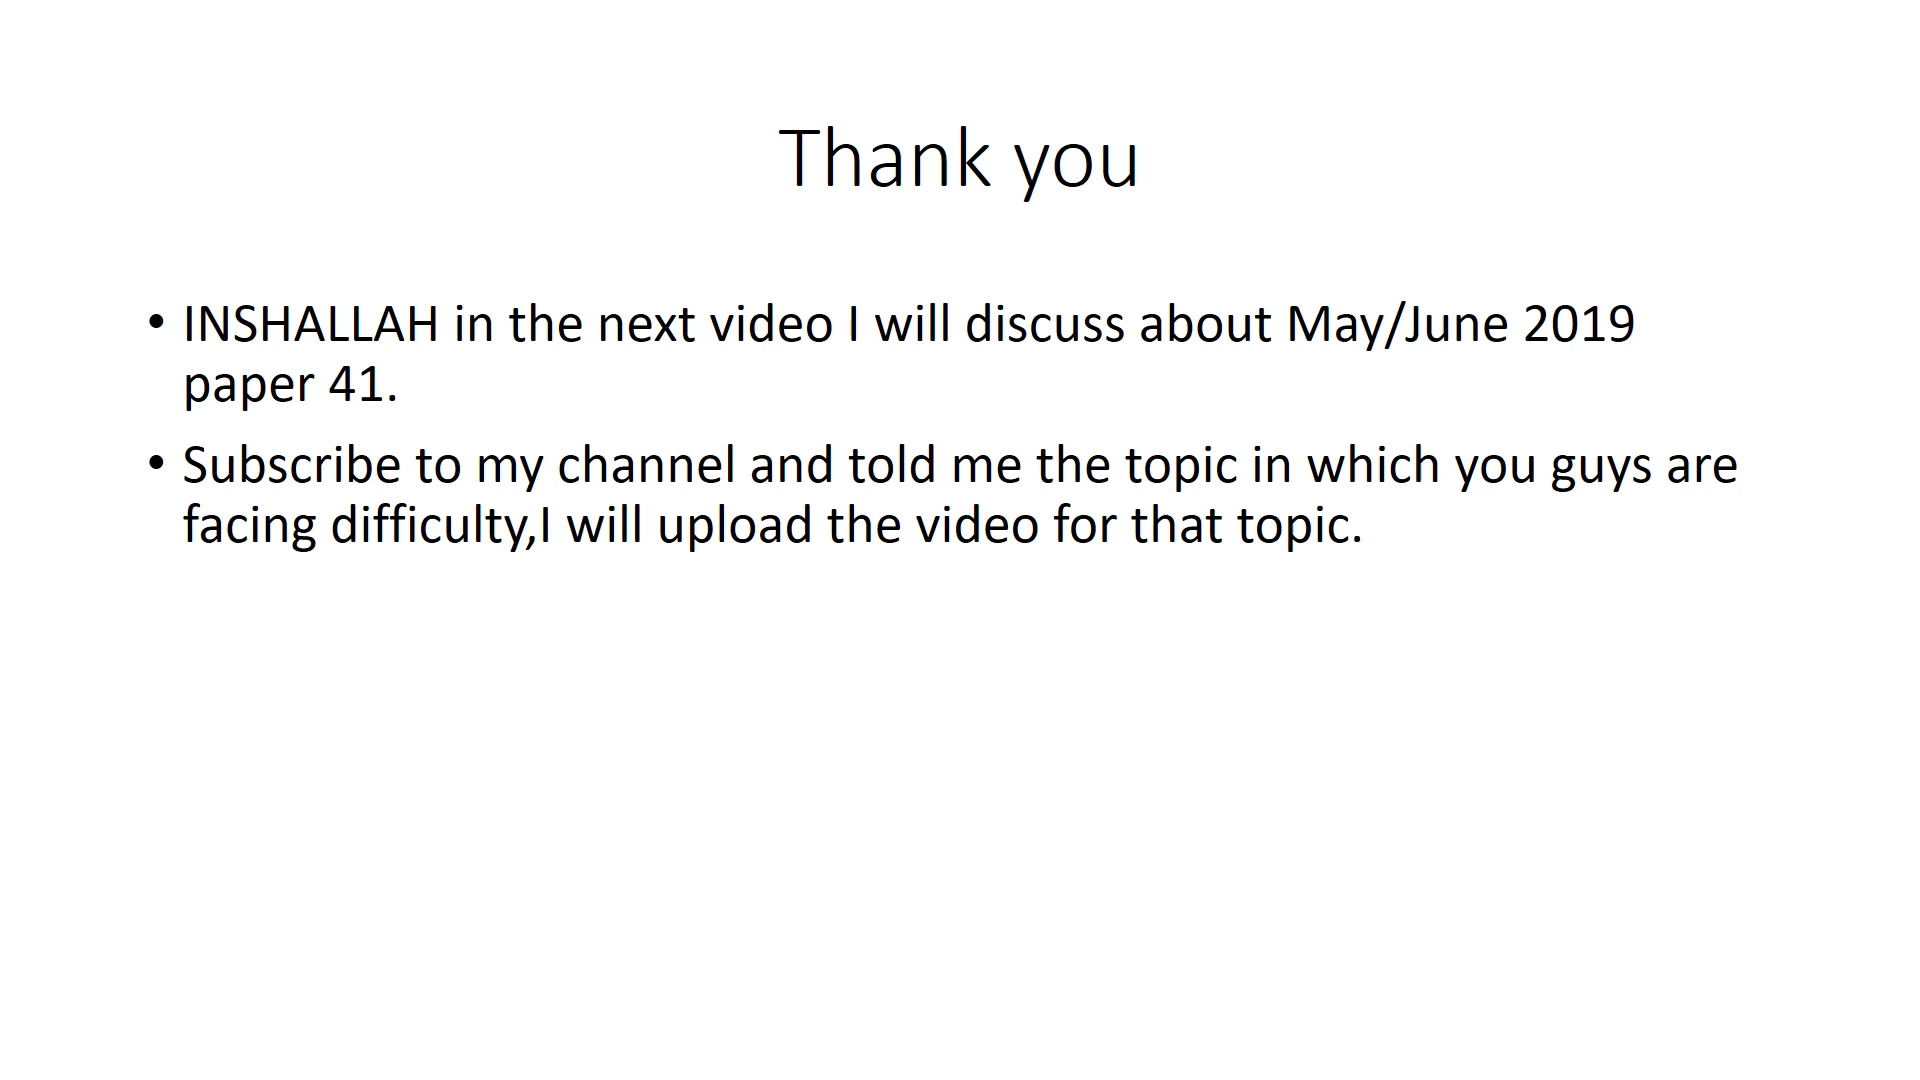 Thank you
• INSHALLAH in the next video I will discuss about May/June 2019
paper 41.
• Subscribe to my channel and told me the topic in which you guys are
facing difficulty,I will upload the video for that topic.